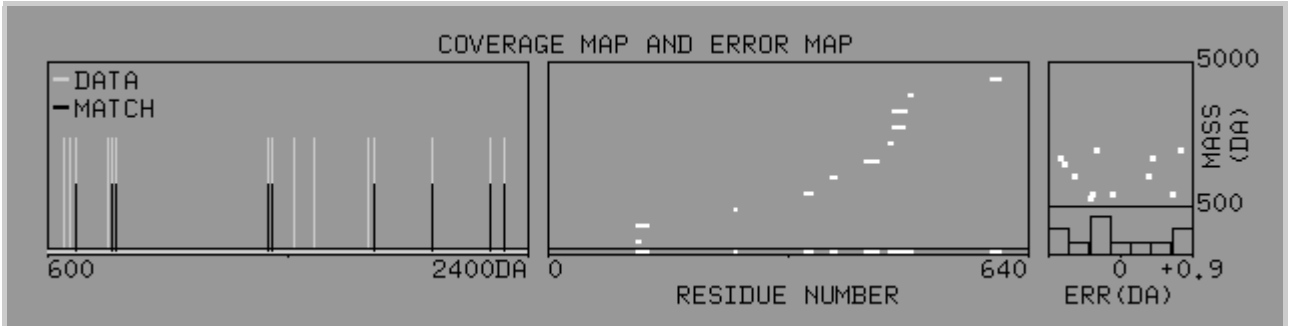 COVERAGE MAP AND ERROR MAP
DATA
MATCH
600
2400DA
0
640
RESIDUE NUMBER
5000
MASS
(DA)
500
0
+0.9
ERR(DA)